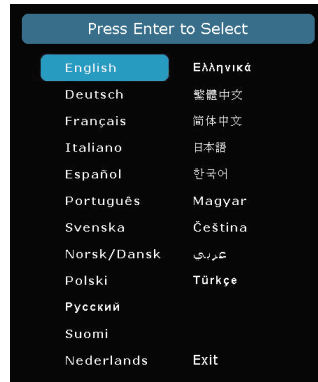 Press Enter to Select
English Ελληνικά
Deutsch 繁體中文
Français 简体中文
Italiano 日本語
Español 한국어
Português Magyar
Svenska Čeština
Norsk/Dansk عربي
Polski Türkçe
Русский
Suomi
Nederlands Exit